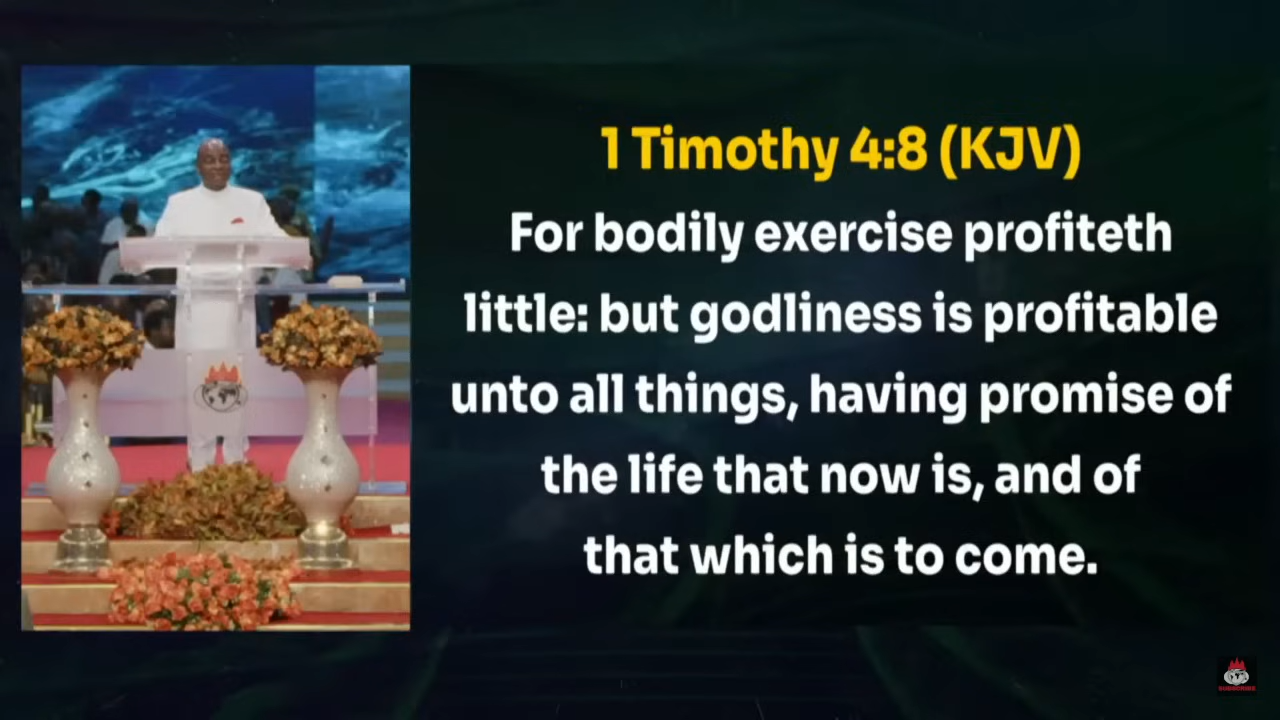 1 Timothy 4:8 (KJV)
For bodily exercise profiteth
little: but godliness is profitable
unto all things, having promise of
the life that now is, and of
that which is to come.
SUBSCRIBE